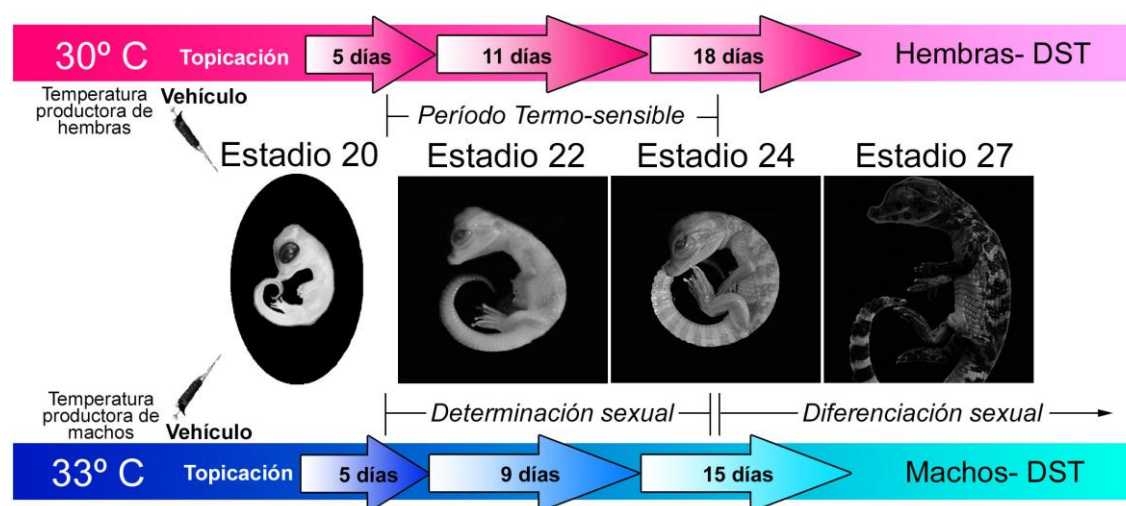 30º C Topicación 5 días 11 días 18 días Hembras- DST
Temperatura
productora de
hembras
Vehículo
Período Termo-sensible
Estadio 20 Estadio 22 Estadio 24 Estadio 27
Temperatura
productora de
machos
Vehículo
Determinación sexual Diferenciación sexual
33º C Topicación 5 días 9 días 15 días Machos- DST